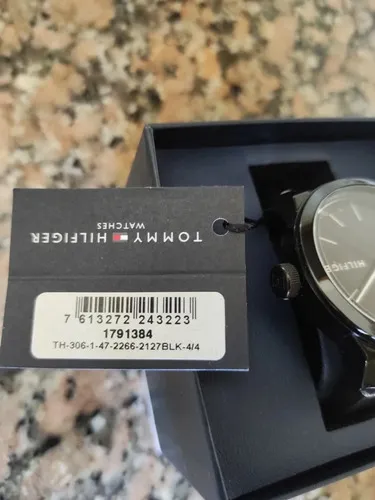 TOMMY HILFIGER
WATCHES
7 613272 243223
1791384
TH-306-1-47-2266-2127BLK-4/4
HILFIGER